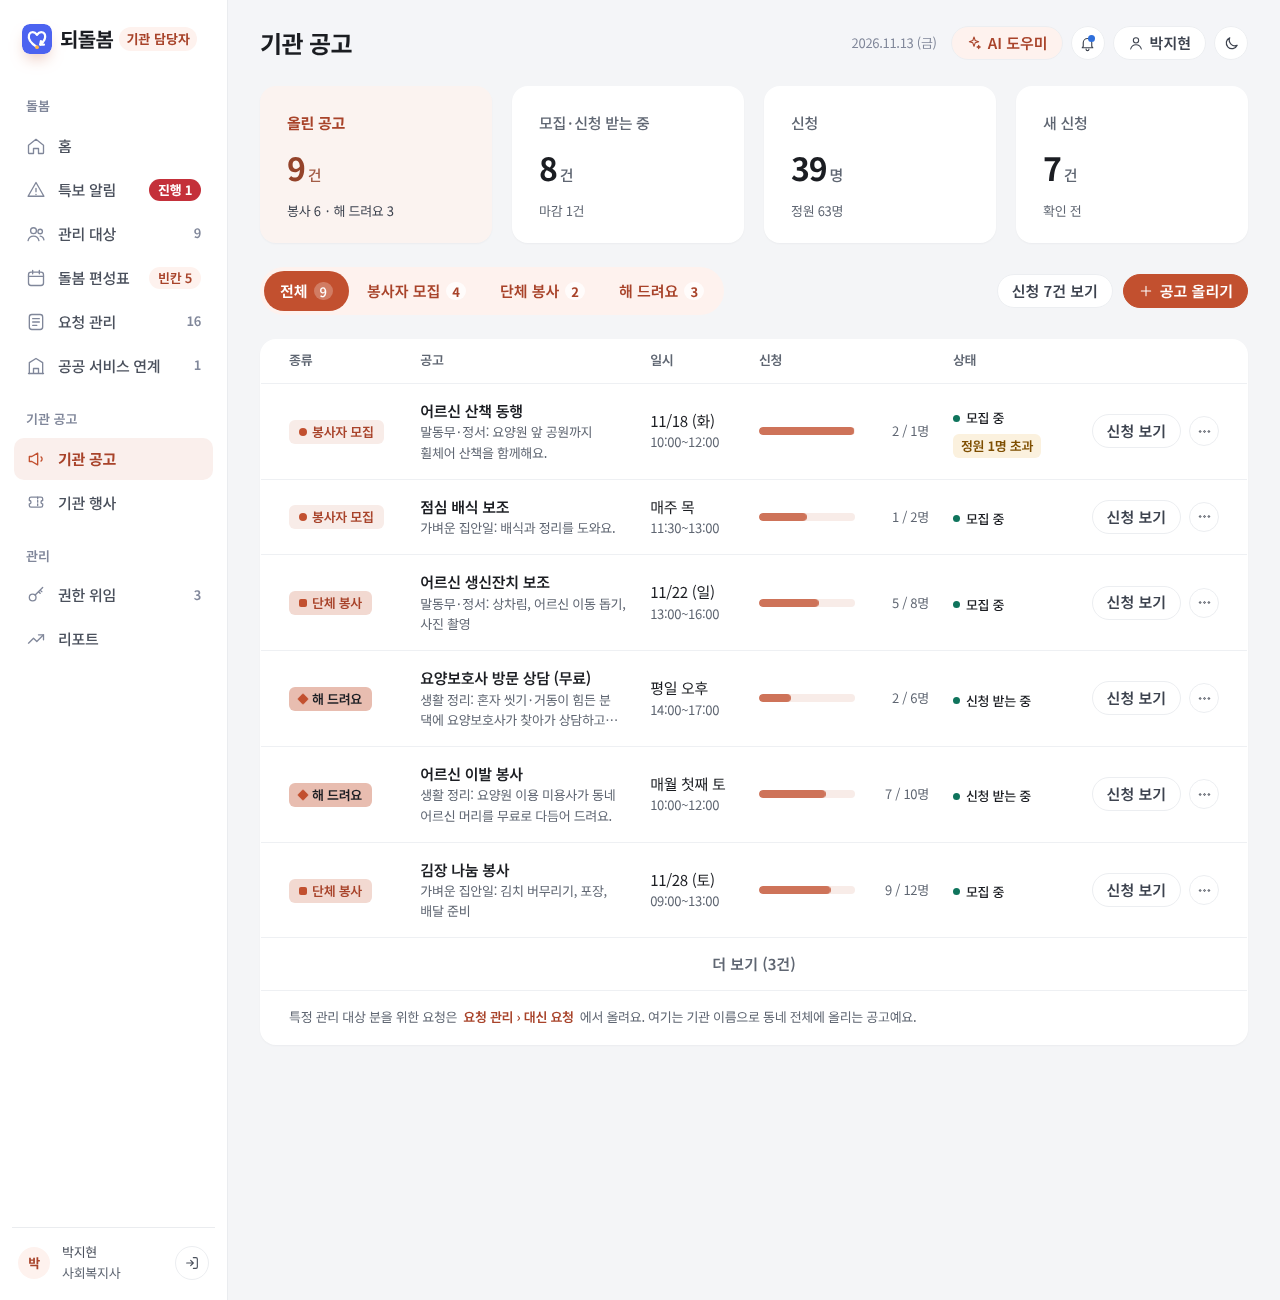 되돌봄 기관 담당자
돌봄
홈
특보 알림 진행 1
관리 대상 9
돌봄 편성표 빈칸 5
요청 관리 16
공공 서비스 연계 1
기관 공고
기관 공고
기관 행사
관리
권한 위임 3
리포트
박 박지현
사회복지사
기관 공고
2026.11.13 (금) AI 도우미 박지현
올린 공고
9 건
봉사 6 · 해 드려요 3
모집·신청 받는 중
8 건
마감 1건
신청
39 명
정원 63명
새 신청
7 건
확인 전
전체 9 봉사자 모집 4 단체 봉사 2 해 드려요 3
신청 7건 보기 + 공고 올리기
종류 공고 일시 신청 상태
봉사자 모집
어르신 산책 동행
말동무·정서: 요양원 앞 공원까지
휠체어 산책을 함께해요.
11/18 (화)
10:00~12:00
2 / 1명
모집 중
정원 1명 초과
신청 보기 ···
봉사자 모집
점심 배식 보조
가벼운 집안일: 배식과 정리를 도와요.
매주 목
11:30~13:00
1 / 2명
모집 중
신청 보기 ···
단체 봉사
어르신 생신잔치 보조
말동무·정서: 상차림, 어르신 이동 돕기,
사진 촬영
11/22 (일)
13:00~16:00
5 / 8명
모집 중
신청 보기 ···
해 드려요
요양보호사 방문 상담 (무료)
생활 정리: 혼자 씻기·거동이 힘든 분
댁에 요양보호사가 찾아가 상담하고…
평일 오후
14:00~17:00
2 / 6명
신청 받는 중
신청 보기 ···
해 드려요
어르신 이발 봉사
생활 정리: 요양원 이용 미용사가 동네
어르신 머리를 무료로 다듬어 드려요.
매월 첫째 토
10:00~12:00
7 / 10명
신청 받는 중
신청 보기 ···
단체 봉사
김장 나눔 봉사
가벼운 집안일: 김치 버무리기, 포장,
배달 준비
11/28 (토)
09:00~13:00
9 / 12명
모집 중
신청 보기 ···
더 보기 (3건)
특정 관리 대상 분을 위한 요청은 요청 관리 › 대신 요청 에서 올려요. 여기는 기관 이름으로 동네 전체에 올리는 공고예요.